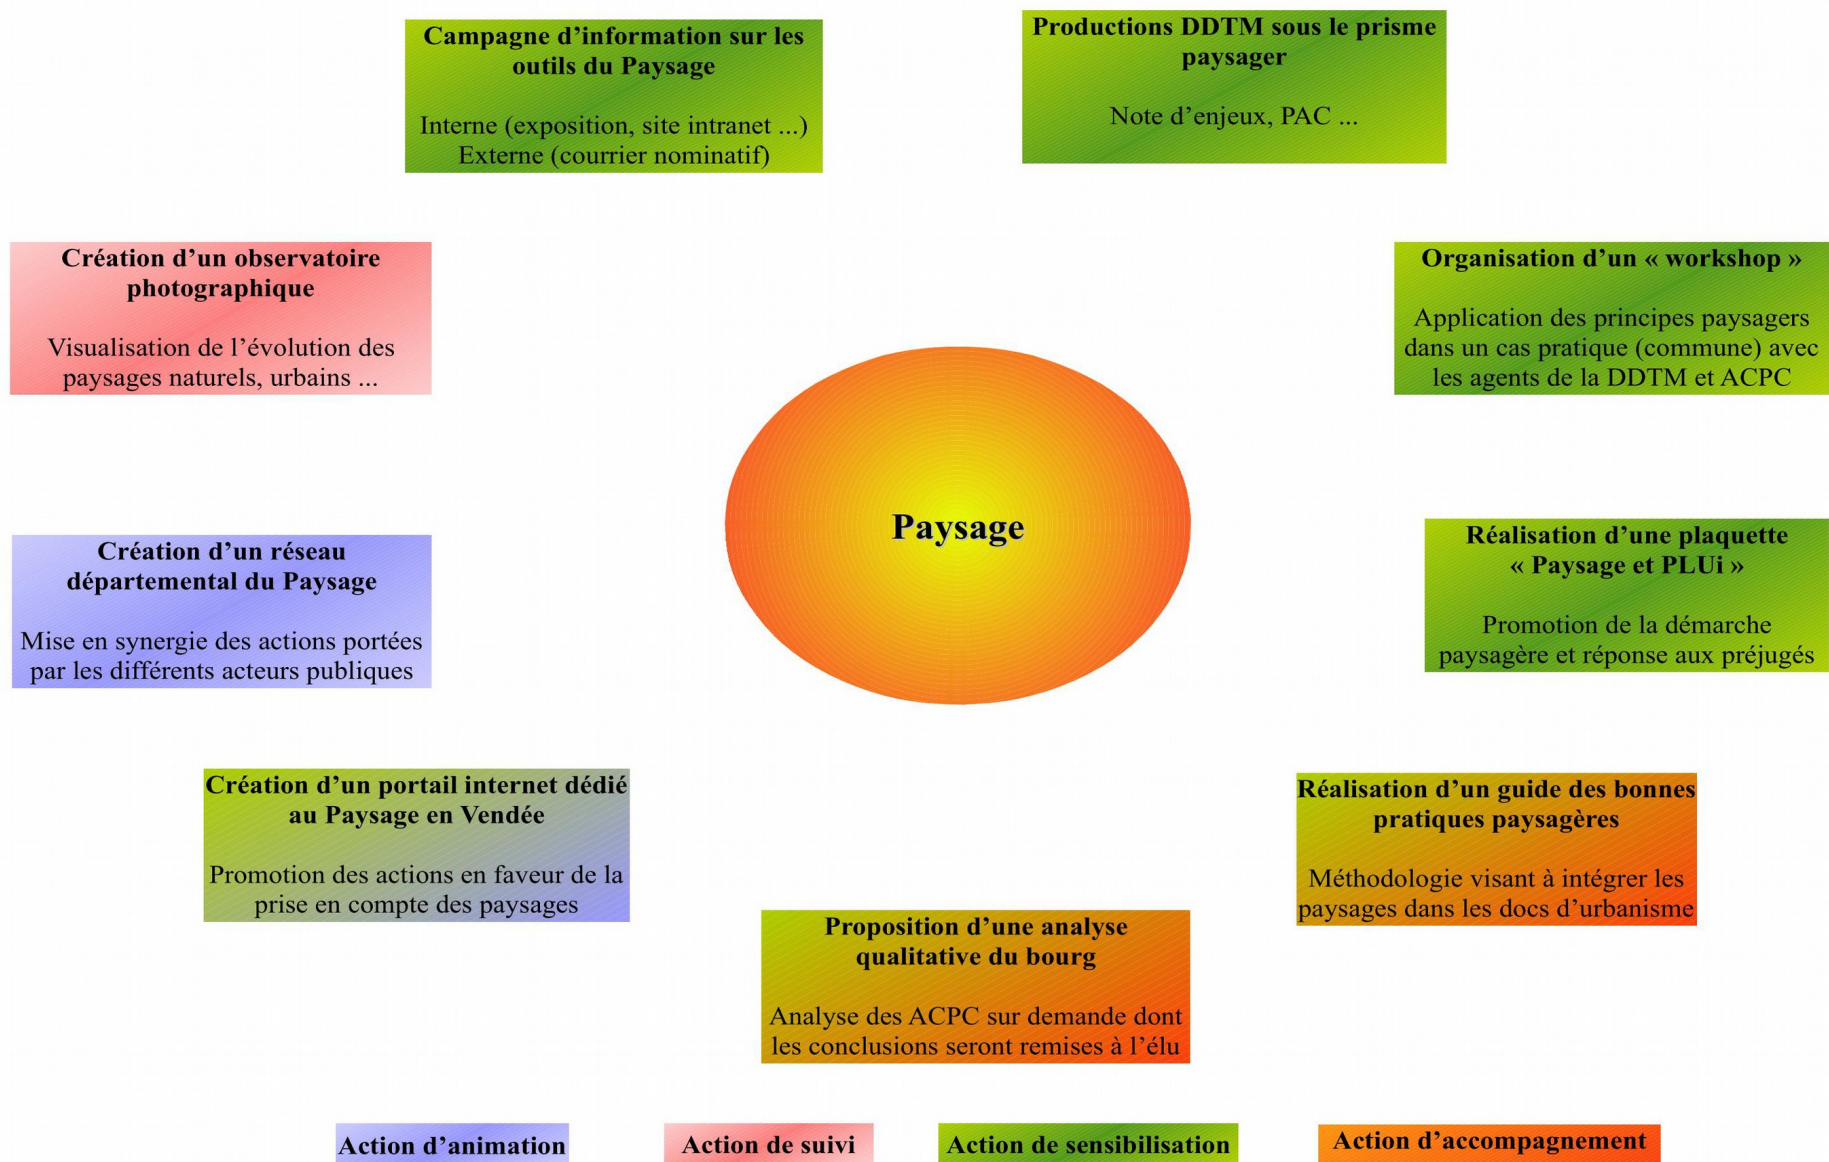 Campagne d’information sur les
outils du Paysage
Interne (exposition, site intranet ...)
Externe (courrier nominatif)
Productions DDTM sous le prisme
paysager
Note d’enjeux, PAC ...
Création d’un observatoire
photographique
Visualisation de l’évolution des
paysages naturels, urbains ...
Organisation d’un « workshop »
Application des principes paysagers
dans un cas pratique (commune) avec
les agents de la DDTM et ACPC
Paysage
Création d’un réseau
départemental du Paysage
Mise en synergie des actions portées
par les différents acteurs publiques
Réalisation d’une plaquette
« Paysage et PLUi »
Promotion de la démarche
paysagère et réponse aux préjugés
Création d’un portail internet dédié
au Paysage en Vendée
Promotion des actions en faveur de la
prise en compte des paysages
Réalisation d’un guide des bonnes
pratiques paysagères
Méthodologie visant à intégrer les
paysages dans les docs d’urbanisme
Proposition d’une analyse
qualitative du bourg
Analyse des ACPC sur demande dont
les conclusions seront remises à l’élu
Action d’animation
Action de suivi
Action de sensibilisation
Action d’accompagnement